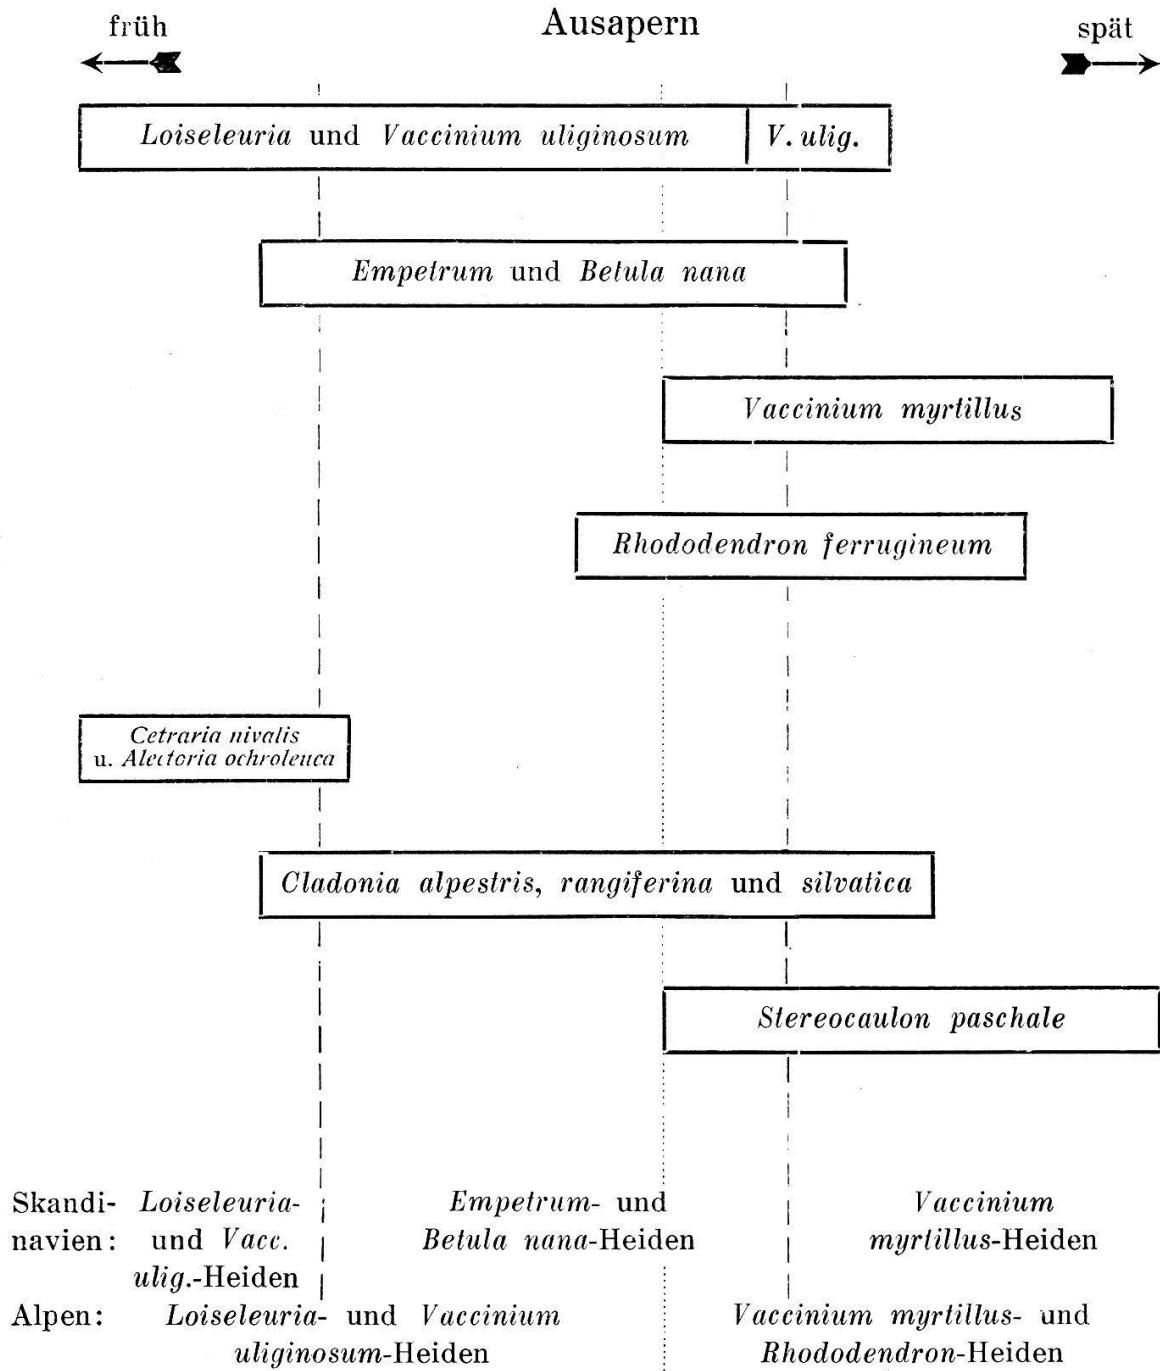 früh Ausapern spät
Loiseleuria und Vaccinium uliginosum V. ulig.
Empetrum und Betula nana
Vaccinium myrtillus
Rhododendron ferrugineum
Cetraria nivalis
u. Alectoria ochroleuca
Cladonia alpestris, rangiferina und silvatica
Stereocaulon paschale
Skandi- Loiseleuria- Empetrum- und Vaccinium
navien: und Vacc. Betula nana-Heiden myrtillus-Heiden
ulig.-Heiden
Alpen: Loiseleuria- und Vaccinium Vaccinium myrtillus- und
uliginosum-Heiden Rhododendron-Heiden